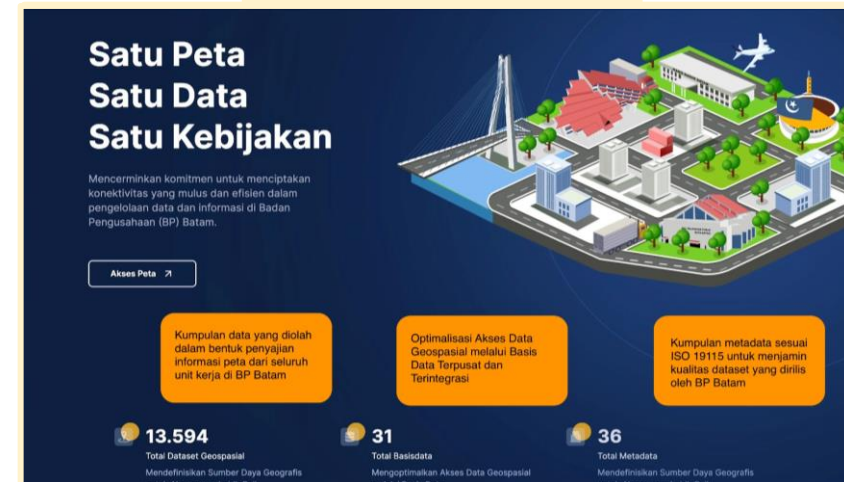 Satu Peta
Satu Data
Satu Kebijakan
Mencerminkan komitmen untuk menciptakan
konektivitas yang mulus dan efisien dalam
pengelolaan data dan informasi di Badan
Pengusahaan (BP) Batam.
Akses Peta
Kumpulan data yang diolah
dalam bentuk penyajian
informasi peta dari seluruh
unit kerja di BP Batam
Optimalisasi Akses Data
Geospasial melalui Basis
Data Terpusat dan
Terintegrasi
Kumpulan metadata sesuai
ISO 19115 untuk menjamin
kualitas dataset yang dirilis
oleh BP Batam
13.594
Total Dataset Geospasial
Mendefinisikan Sumber Daya Geografis
31
Total Basisdata
Mengoptimalkan Akses Data Geospasial
36
Total Metadata
Mendefinisikan Sumber Daya Geografis